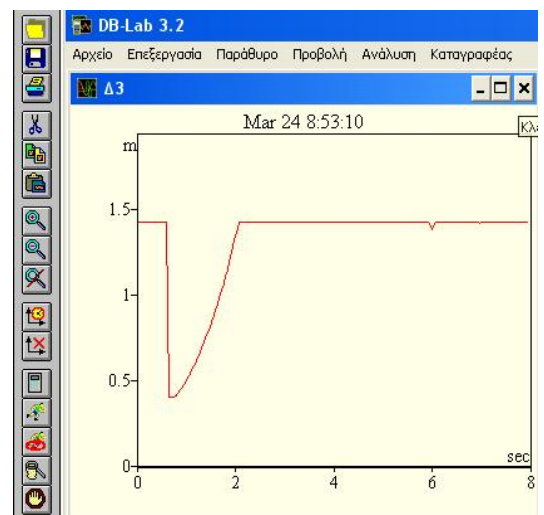 DB-Lab 3.2
Αρχείο Επεξεργασία Παράθυρο Προβολή Ανάλυση Καταγραφέας
Δ3
Mar 24 8:53:10
m
1.5
1
0.5
0
sec
0 2 4 6 8